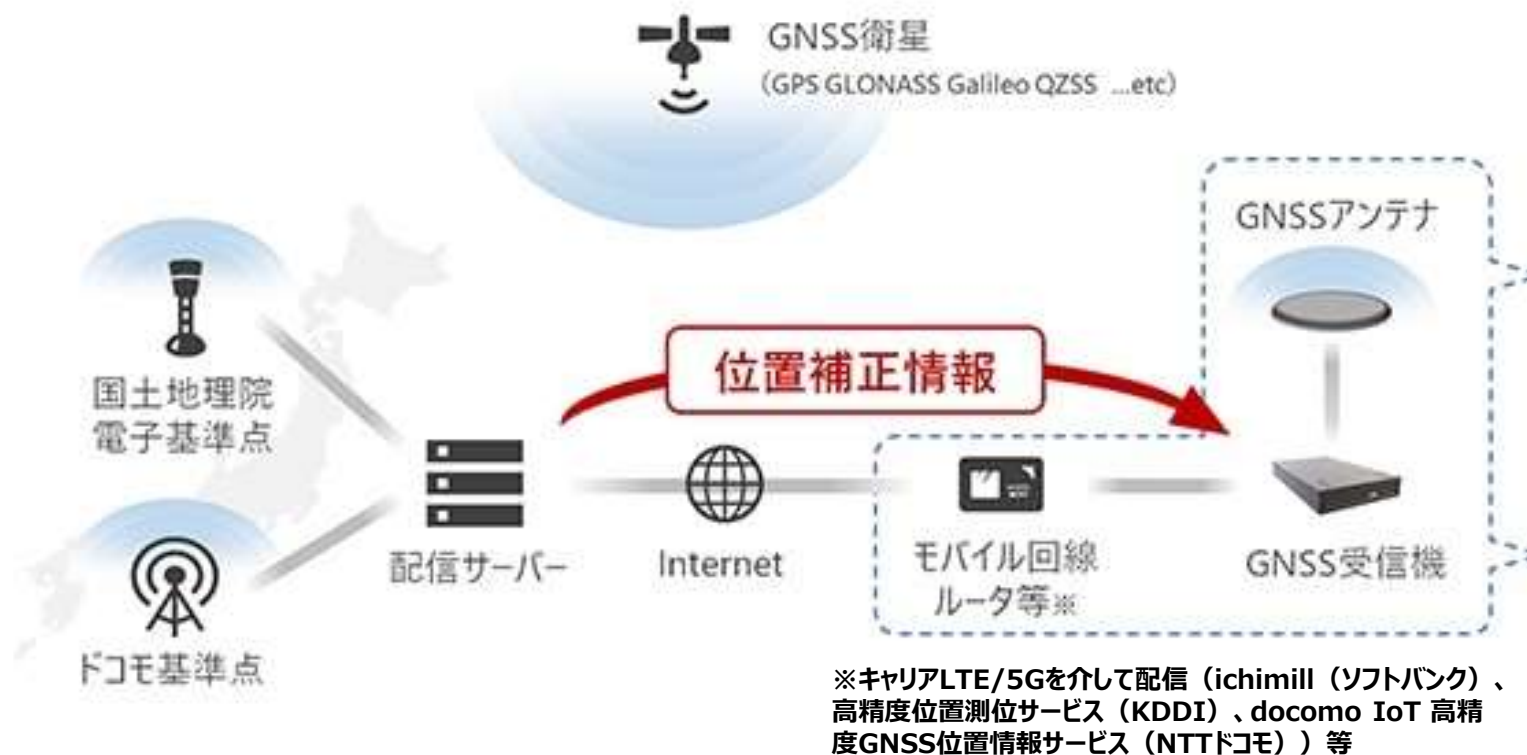 GNSS衛星
（GPS GLONASS Galileo QZSS ...etc）
GNSSアンテナ
位置補正情報
国土地理院
電子基準点
配信サーバー
Internet
モバイル回線
ルータ等※
GNSS受信機
ドコモ基準点
※キャリアLTE/5Gを介して配信（ichimill（ソフトバンク）、
高精度位置測位サービス（KDDI）、docomo IoT 高精
度GNSS位置情報サービス（NTTドコモ））等